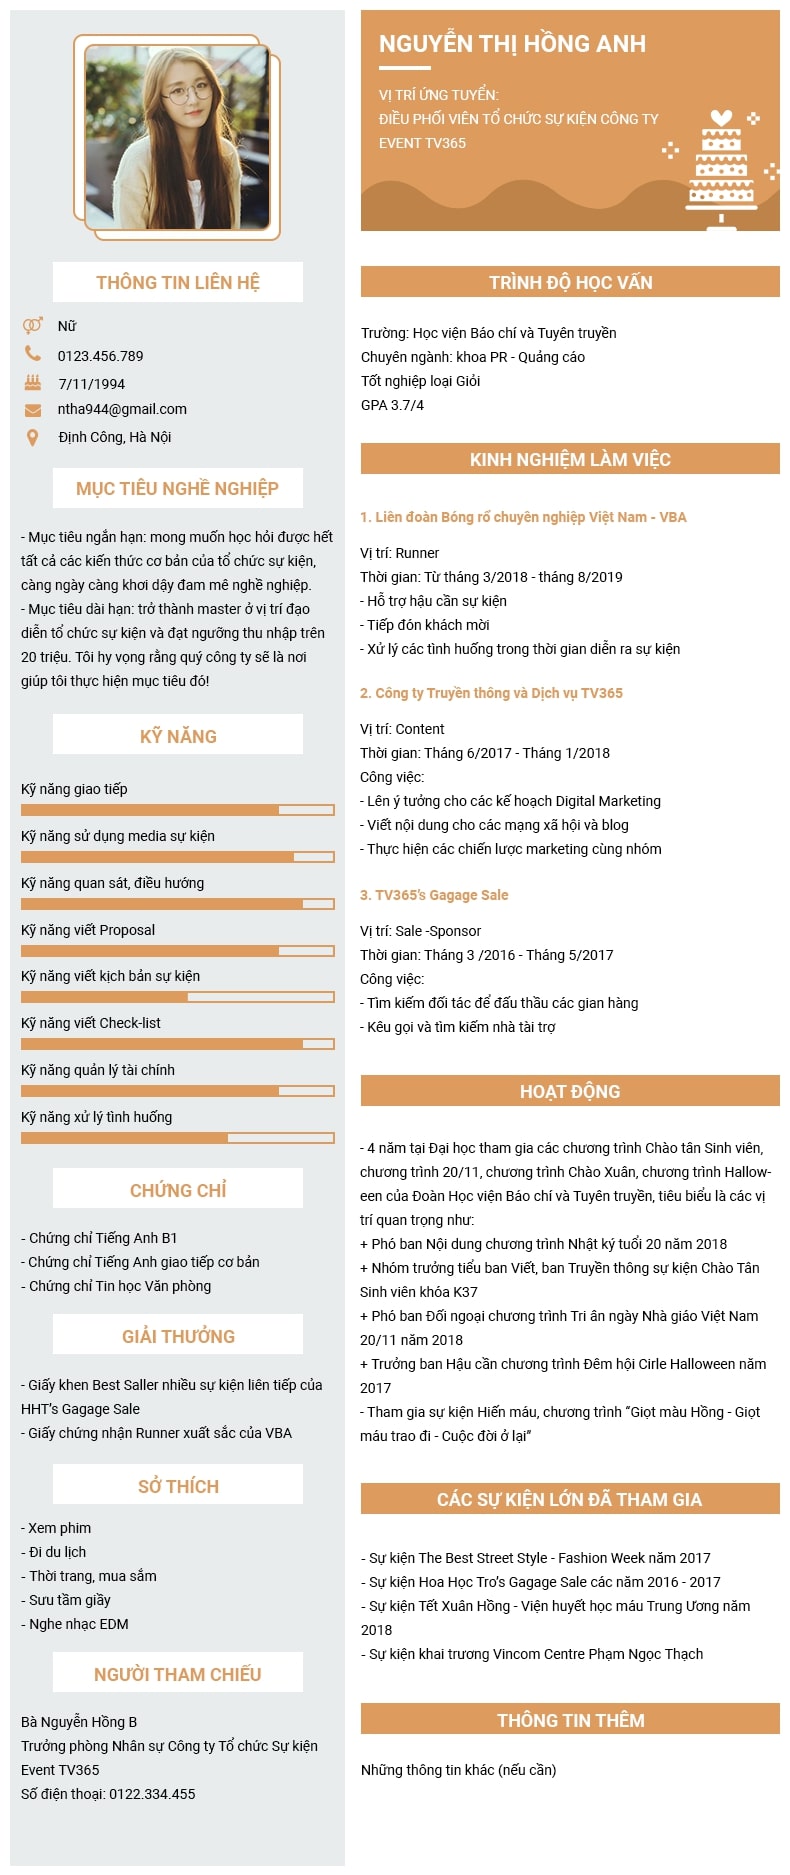 THÔNG TIN LIÊN HỆ
Nữ
0123.456.789
7/11/1994
ntha944@gmail.com
Định Công, Hà Nội
MỤC TIÊU NGHỀ NGHIỆP
- Mục tiêu ngắn hạn: mong muốn học hỏi được hết
tất cả các kiến thức cơ bản của tổ chức sự kiện,
càng ngày càng khơi dậy đam mê nghề nghiệp.
- Mục tiêu dài hạn: trở thành master ở vị trí đạo
diễn tổ chức sự kiện và đạt ngưỡng thu nhập trên
20 triệu. Tôi hy vọng rằng quý công ty sẽ là nơi
giúp tôi thực hiện mục tiêu đó!
KỸ NĂNG
Kỹ năng giao tiếp
Kỹ năng sử dụng media sự kiện
Kỹ năng quan sát, điều hướng
Kỹ năng viết Proposal
Kỹ năng viết kịch bản sự kiện
Kỹ năng viết Check-list
Kỹ năng quản lý tài chính
Kỹ năng xử lý tình huống
CHỨNG CHỈ
- Chứng chỉ Tiếng Anh B1
- Chứng chỉ Tiếng Anh giao tiếp cơ bản
- Chứng chỉ Tin học Văn phòng
GIẢI THƯỞNG
- Giấy khen Best Saller nhiều sự kiện liên tiếp của
HHT's Gagage Sale
- Giấy chứng nhận Runner xuất sắc của VBA
SỞ THÍCH
- Xem phim
- Đi du lịch
- Thời trang, mua sắm
- Sưu tầm giầy
- Nghe nhạc EDM
NGƯỜI THAM CHIẾU
Bà Nguyễn Hồng B
Trưởng phòng Nhân sự Công ty Tổ chức Sự kiện
Event TV365
Số điện thoại: 0122.334.455
NGUYỄN THỊ HỒNG ANH
VỊ TRÍ ỨNG TUYỂN:
ĐIỀU PHỐI VIÊN TỔ CHỨC SỰ KIỆN CÔNG TY
EVENT TV365
TRÌNH ĐỘ HỌC VẤN
Trường: Học viện Báo chí và Tuyên truyền
Chuyên ngành: khoa PR - Quảng cáo
Tốt nghiệp loại Giỏi
GPA 3.7/4
KINH NGHIỆM LÀM VIỆC
1. Liên đoàn Bóng rổ chuyên nghiệp Việt Nam - VBA
Vị trí: Runner
Thời gian: Từ tháng 3/2018 - tháng 8/2019
- Hỗ trợ hậu cần sự kiện
- Tiếp đón khách mời
- Xử lý các tình huống trong thời gian diễn ra sự kiện
2. Công ty Truyền thông và Dịch vụ TV365
Vị trí: Content
Thời gian: Tháng 6/2017 - Tháng 1/2018
Công việc:
- Lên ý tưởng cho các kế hoạch Digital Marketing
- Viết nội dung cho các mạng xã hội và blog
- Thực hiện các chiến lược marketing cùng nhóm
3. TV365's Gagage Sale
Vị trí: Sale -Sponsor
Thời gian: Tháng 3 /2016 - Tháng 5/2017
Công việc:
- Tìm kiếm đối tác để đấu thầu các gian hàng
- Kêu gọi và tìm kiếm nhà tài trợ
HOẠT ĐỘNG
- 4 năm tại Đại học tham gia các chương trình Chào tân Sinh viên,
chương trình 20/11, chương trình Chào Xuân, chương trình Hallow-
een của Đoàn Học viện Báo chí và Tuyên truyền, tiêu biểu là các vị
trí quan trọng như:
+ Phó ban Nội dung chương trình Nhật ký tuổi 20 năm 2018
+ Nhóm trưởng tiểu ban Viết, ban Truyền thông sự kiện Chào Tân
Sinh viên khóa K37
+ Phó ban Đối ngoại chương trình Tri ân ngày Nhà giáo Việt Nam
20/11 năm 2018
+ Trưởng ban Hậu cần chương trình Đêm hội Cirle Halloween năm
2017
- Tham gia sự kiện Hiến máu, chương trình “Giọt màu Hồng - Giọt
máu trao đi - Cuộc đời ở lại”
CÁC SỰ KIỆN LỚN ĐÃ THAM GIA
- Sự kiện The Best Street Style - Fashion Week năm 2017
- Sự kiện Hoa Học Tro's Gagage Sale các năm 2016 - 2017
- Sự kiện Tết Xuân Hồng - Viện huyết học máu Trung Ương năm
2018
- Sự kiện khai trương Vincom Centre Phạm Ngọc Thạch
THÔNG TIN THÊM
Những thông tin khác (nếu cần)